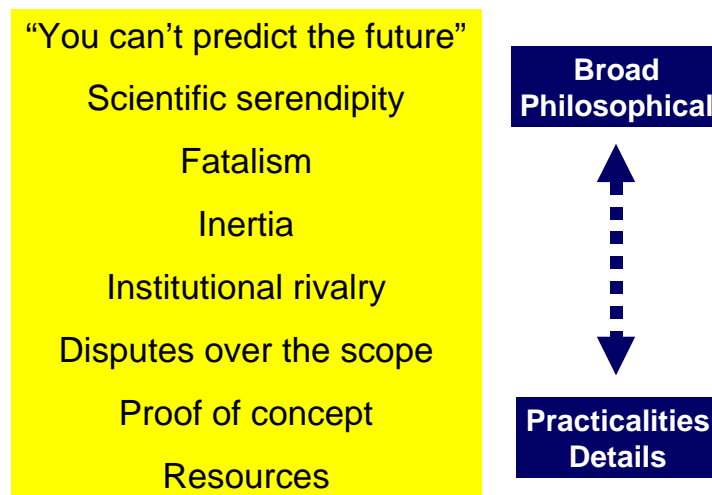 “You can’t predict the future”
Scientific serendipity
Fatalism
Inertia
Institutional rivalry
Disputes over the scope
Proof of concept
Resources
Broad
Philosophical
Practicalities
Details